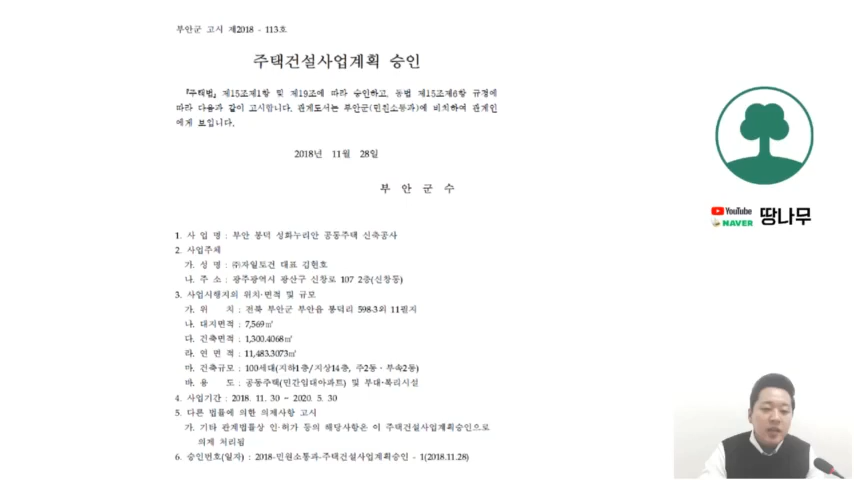 부안군 고시 제2018 - 113호
주택건설사업계획 승인
『주택법』 제15조제1항 및 제19조에 따라 승인하고, 동법 제15조제6항 규정에
따라 다음과 같이 고시합니다. 관계도서는 부안군(민원소통과)에 비치하여 관계인
에게 보입니다.
2018년 11월 28일
부 안 군 수
1. 사 업 명 : 부안 봉덕 성화누리안 공동주택 신축공사
2. 사업주체
가. 성 명 : ㈜자일토건 대표 김현호
나. 주 소 : 광주광역시 광산구 신창로 107 2층(신창동)
3. 사업시행지의 위치·면적 및 규모
가. 위 치 : 전북 부안군 부안읍 봉덕리 598-3외 11필지
나. 대지면적 : 7,569㎡
다. 건축면적 : 1,300.4068㎡
라. 연 면 적 : 11,483.3073㎡
마. 건축규모 : 100세대(지하1층/지상14층, 주2동·부속2동)
바. 용 도 : 공동주택(민간임대아파트) 및 부대·복리시설
4. 사업기간 : 2018. 11. 30 ~ 2020. 5. 30
5. 다른 법률에 의한 의제사항 고시
가. 기타 관계법률상 인·허가 등의 해당사항은 이 주택건설사업계획승인으로
의제 처리됨
6. 승인번호(일자) : 2018-민원소통과-주택건설사업계획승인 - 1(2018.11.28)
YouTube
NAVER
땅나무